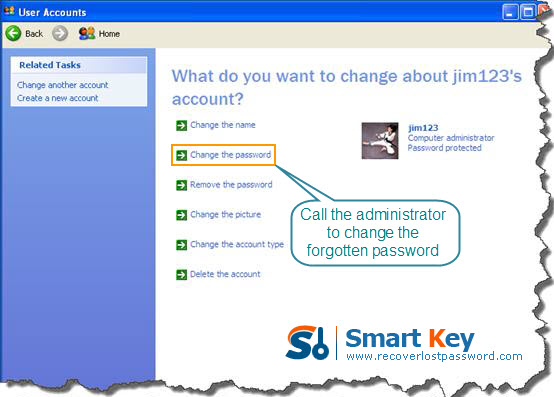 User Accounts
Back
Home
Related Tasks
Change another account
Create a new account
What do you want to change about jim123's
account?
Change the name
Change the password
Remove the password
Change the picture
Change the account type
Delete the account
jim123
Computer administrator
Password protected
Call the administrator
to change the
forgotten password
Smart Key
www.recoverlostpassword.com